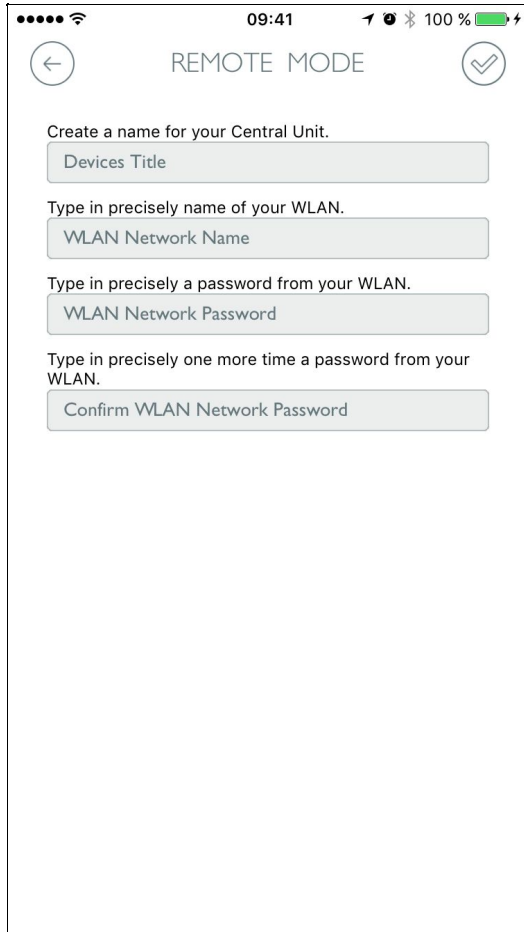 09:41
100 %
REMOTE MODE
Create a name for your Central Unit.
Devices Title
Type in precisely name of your WLAN.
WLAN Network Name
Type in precisely a password from your WLAN.
WLAN Network Password
Type in precisely one more time a password from your
WLAN.
Confirm WLAN Network Password